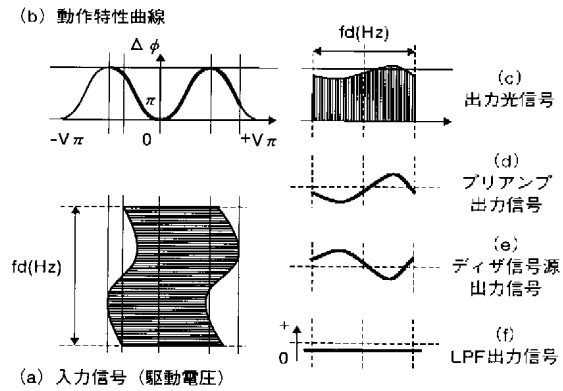 (b) 動作特性曲線
Δφ
π
-Vπ
0
+Vπ
fd(Hz)
(a) 入力信号 (駆動電圧)
fd(Hz)
(c)
出力光信号
(d)
プリアンプ
出力信号
(e)
ディザ信号源
出力信号
+
0
(f)
LPF出力信号